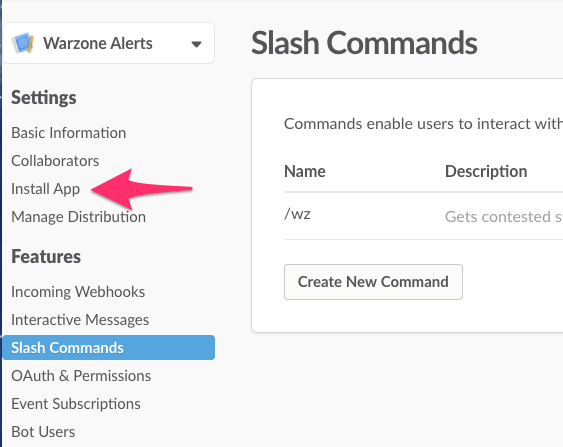 Warzone Alerts
Settings
Basic Information
Collaborators
Install App
Manage Distribution
Features
Incoming Webhooks
Interactive Messages
Slash Commands
OAuth & Permissions
Event Subscriptions
Bot Users
Slash Commands
Commands enable users to interact with
Name Description
/wz Gets contested
Create New Command